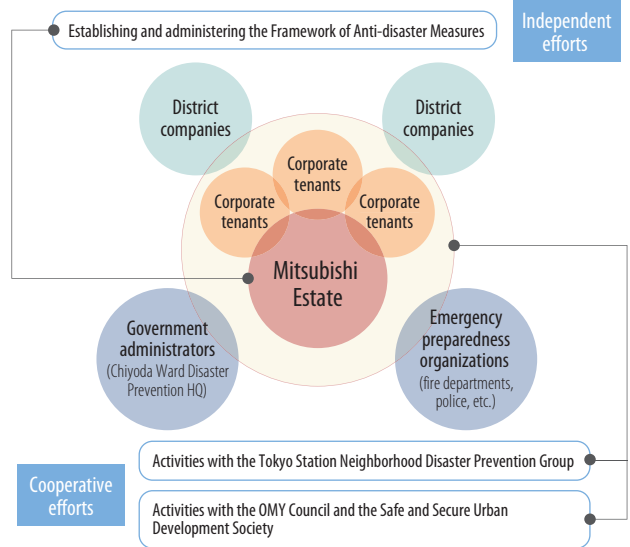 Establishing and administering the Framework of Anti-disaster Measures
Independent
efforts
District
companies
District
companies
Corporate
tenants
Corporate
tenants
Corporate
tenants
Mitsubishi
Estate
Government
administrators
(Chiyoda Ward Disaster
Prevention HQ)
Emergency
preparedness
organizations
(fire departments,
police, etc.)
Cooperative
efforts
Activities with the Tokyo Station Neighborhood Disaster Prevention Group
Activities with the OMY Council and the Safe and Secure Urban
Development Society